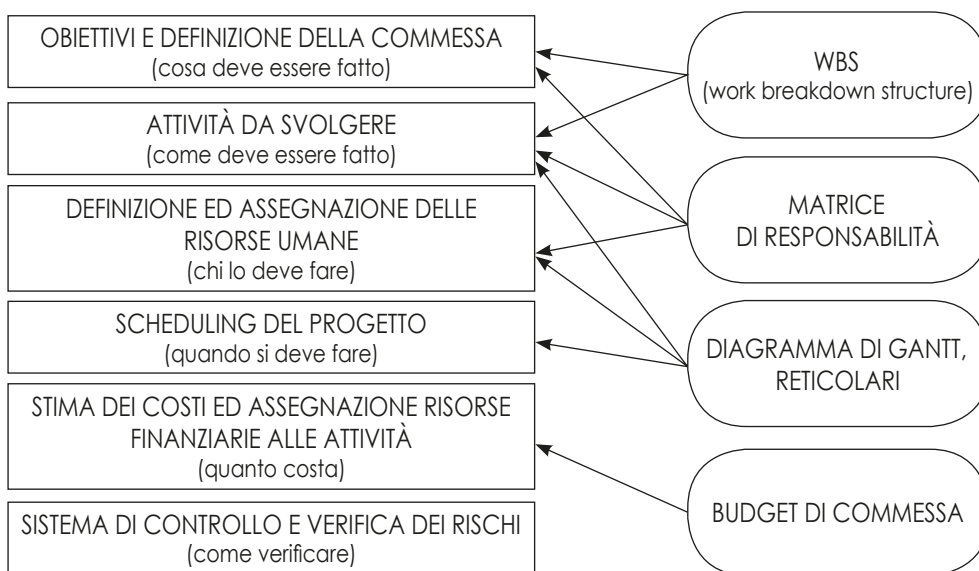 OBIETTIVI E DEFINIZIONE DELLA COMMESSA
(cosa deve essere fatto)
ATTIVITÀ DA SVOLGERE
(come deve essere fatto)
DEFINIZIONE ED ASSEGNAZIONE DELLE
RISORSE UMANE
(chi lo deve fare)
SCHEDULING DEL PROGETTO
(quando si deve fare)
STIMA DEI COSTI ED ASSEGNAZIONE RISORSE
FINANZIARIE ALLE ATTIVITÀ
(quanto costa)
SISTEMA DI CONTROLLO E VERIFICA DEI RISCHI
(come verificare)
WBS
(work breakdown structure)
MATRICE
DI RESPONSABILITÀ
DIAGRAMMA DI GANTT,
RETICOLARI
BUDGET DI COMMESSA